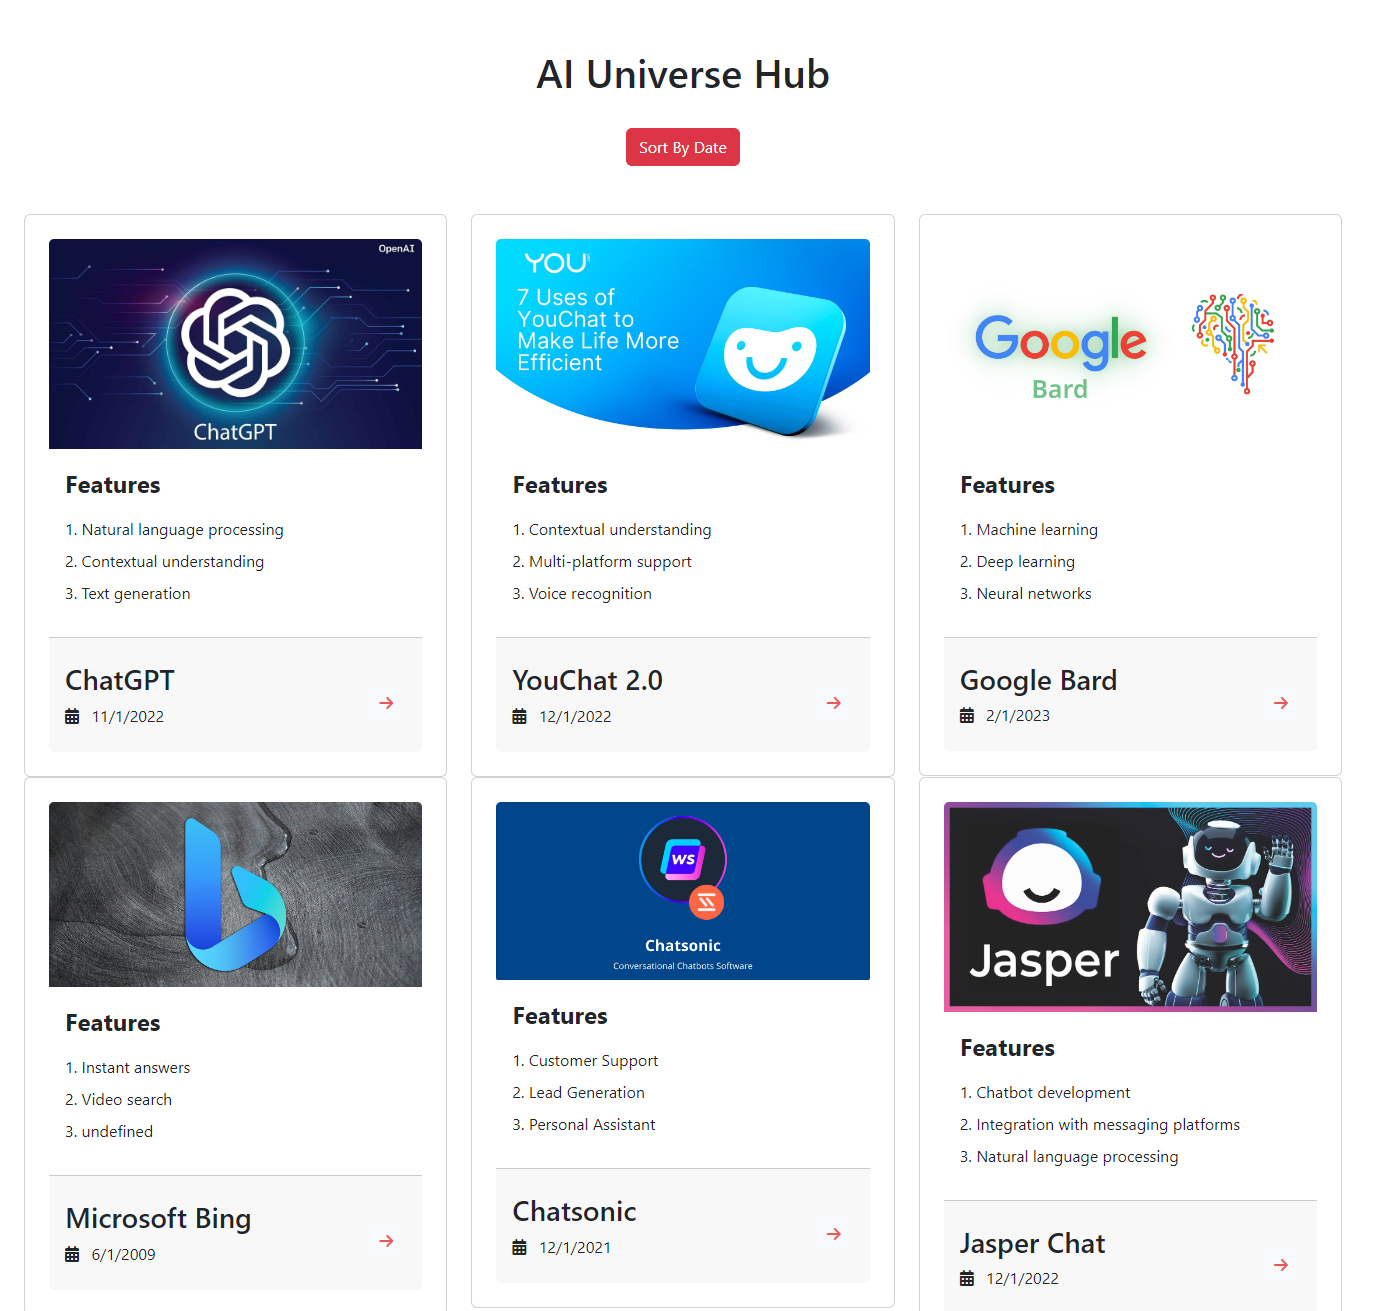 AI Universe Hub
Sort By Date
OpenAI
ChatGPT
Features
1. Natural language processing
2. Contextual understanding
3. Text generation
ChatGPT
11/1/2022
YOU
7 Uses of
YouChat to
Make Life More
Efficient
Features
1. Contextual understanding
2. Multi-platform support
3. Voice recognition
YouChat 2.0
12/1/2022
Google
Bard
Features
1. Machine learning
2. Deep learning
3. Neural networks
Google Bard
2/1/2023
Features
1. Instant answers
2. Video search
3. undefined
Microsoft Bing
6/1/2009
WS
Chatsonic
Conversational Chatbots Software
Features
1. Customer Support
2. Lead Generation
3. Personal Assistant
Chatsonic
12/1/2021
Jasper
Features
1. Chatbot development
2. Integration with messaging platforms
3. Natural language processing
Jasper Chat
12/1/2022